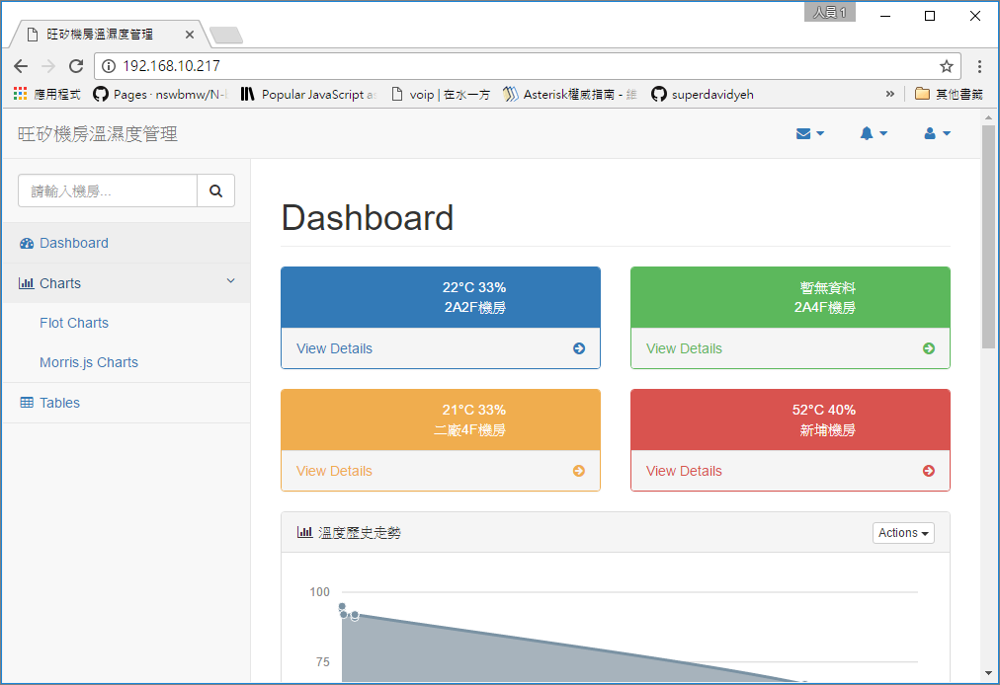 人員 1
旺矽機房溫濕度管理
192.168.10.217
應用程式
Pages · nswbmw/N-
Popular JavaScript
voip | 在水一方
Asterisk權威指南 -
superdavidyeh
»
其他書籤
旺矽機房溫濕度管理
請輸入機房...
Dashboard
Charts
Flot Charts
Morris.js Charts
Tables
Dashboard
22°C 33%
2A2F機房
View Details
暫無資料
2A4F機房
View Details
21°C 33%
二廠4F機房
View Details
52°C 40%
新埔機房
View Details
溫度歷史走勢
Actions
100
75